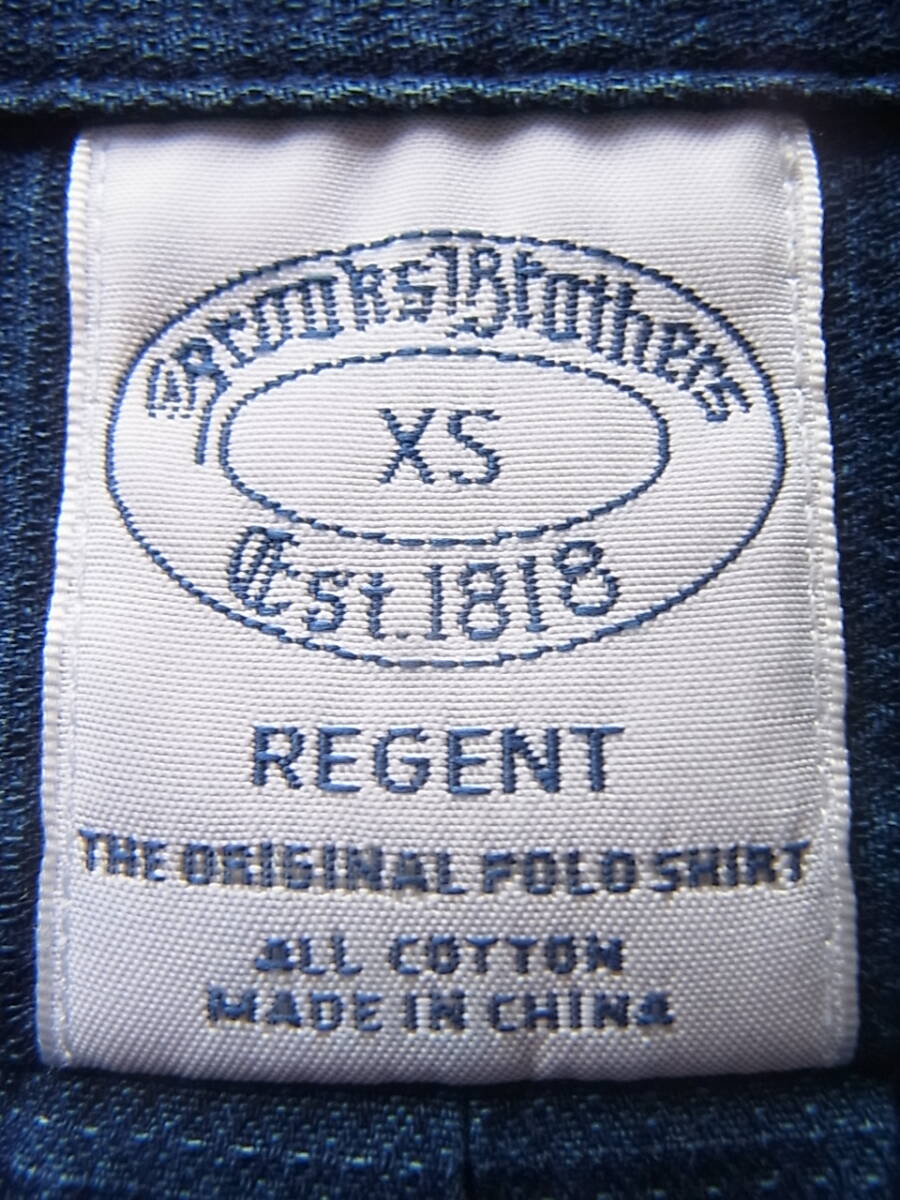 Brooks Brothers
XS
Est. 1818
REGENT
THE ORIGINAL POLO SHIRT
ALL COTTON
MADE IN CHINA